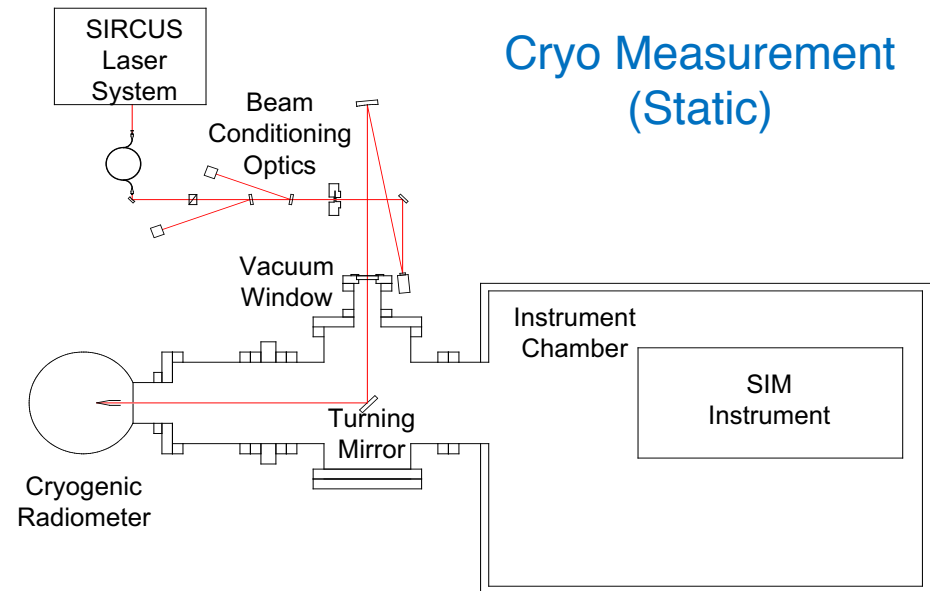 SIRCUS
Laser
System
Cryo Measurement
(Static)
Beam
Conditioning
Optics
Vacuum
Window
Instrument
Chamber
SIM
Instrument
Turning
Mirror
Cryogenic
Radiometer